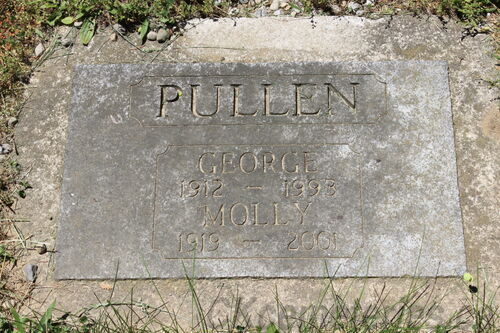 PULLEN
GEORGE
1912 — 1993
MOLLY
1919 — 2001